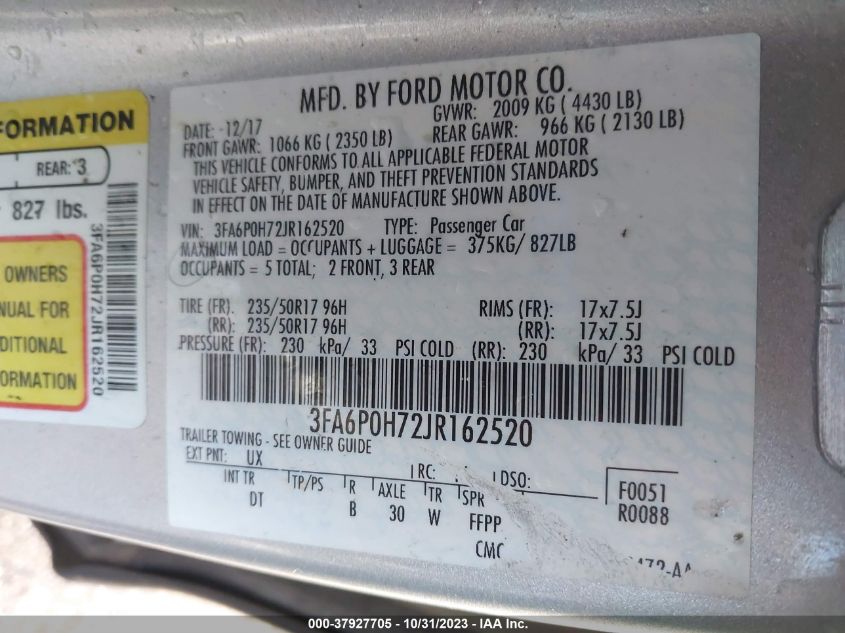 FORMATION
REAR: 3
827 lbs.
3FA6P0H72JR162520
OWNERS
NUAL FOR
DITIONAL
FORMATION
MFD. BY FORD MOTOR CO.
DATE: 12/17 GVWR: 2009 KG ( 4430 LB)
FRONT GAWR: 1066 KG ( 2350 LB) REAR GAWR: 966 KG ( 2130 LB)
THIS VEHICLE CONFORMS TO ALL APPLICABLE FEDERAL MOTOR
VEHICLE SAFETY, BUMPER, AND THEFT PREVENTION STANDARDS
IN EFFECT ON THE DATE OF MANUFACTURE SHOWN ABOVE.
VIN: 3FA6P0H72JR162520 TYPE: Passenger Car
MAXIMUM LOAD = OCCUPANTS + LUGGAGE = 375KG/ 827LB
OCCUPANTS = 5 TOTAL; 2 FRONT, 3 REAR
TIRE (FR): 235/50R17 96H RIMS (FR): 17x7.5J
(RR): 235/50R17 96H (RR): 17x7.5J
PRESSURE (FR): 230 kPa/ 33 PSI COLD (RR): 230 kPa/ 33 PSI COLD
3FA6P0H72JR162520
TRAILER TOWING - SEE OWNER GUIDE
EXT PNT: UX RC: DSO:
INT TR TP/PS R AXLE TR SPR F0051
DT B 30 W FFPP R0088
CMC
000-37927705 - 10/31/2023 - IAA Inc.